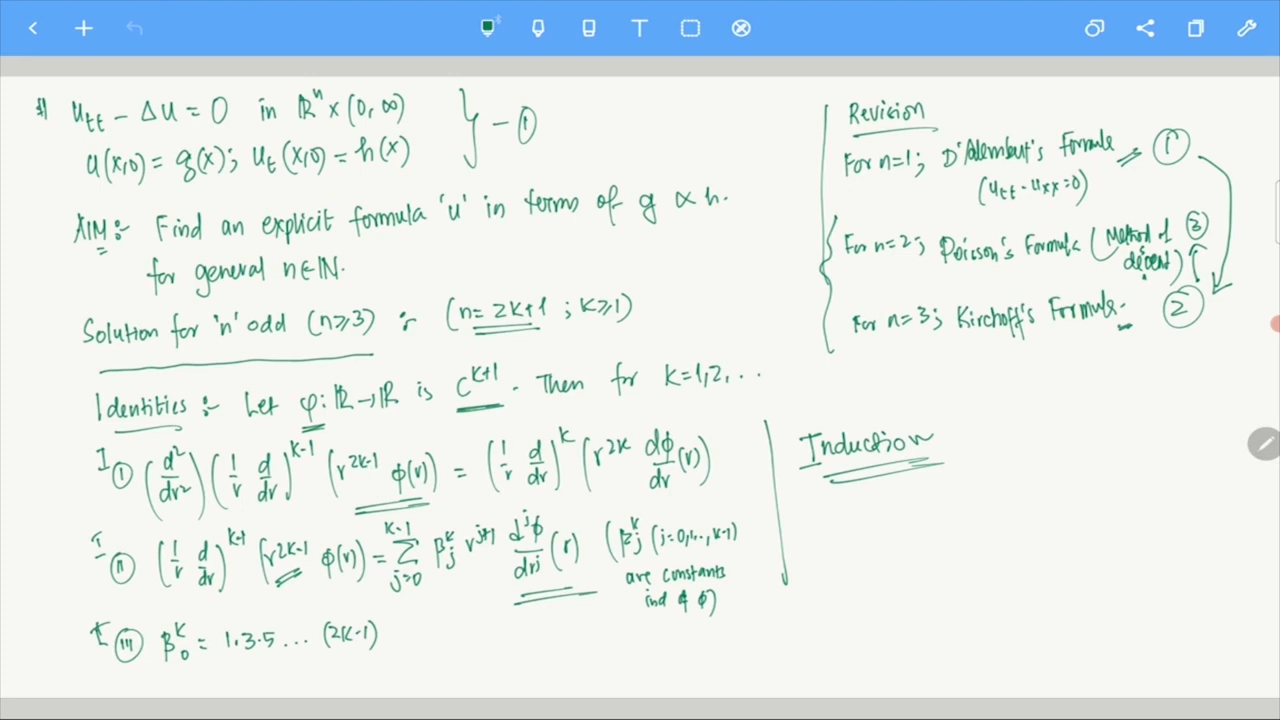 #) u_tt - Δu = 0 in ℝ^n × (0, ∞)
u(x,0) = g(x); u_t(x,0) = h(x) } - ①
AIM :- Find an explicit formula 'u' in terms of g & h.
for general n∈ℕ.
Solution for 'n' odd (n≥3) :- (n = 2k+1 ; k≥1)
Identities :- Let φ: ℝ→ℝ is C^{k+1}. Then for k=1,2,...
I ⓘ (d²/dr²) (1/r d/dr)^{k-1} (r^{2k-1} φ(r)) = (1/r d/dr)^k (r^{2k} dφ/dr (r))
I ⓘⓘ (1/r d/dr)^{k+1} (r^{2k-1} φ(r)) = Σ_{j=0}^{k-1} β_j^k r^{j+1} d^jφ/dr^j (r) (β_j^k (j=0,1,.., k-1)
are constants
ind of φ)
I ⓘⓘⓘ β_0^k = 1.3.5... (2k-1)
Revision
For n=1; D'Alembert's Formula ①
(u_tt - u_xx = 0)
For n=2; Poisson's Formula (Method of descent) ③
For n=3; Kirchoff's Formula. ②
Induction